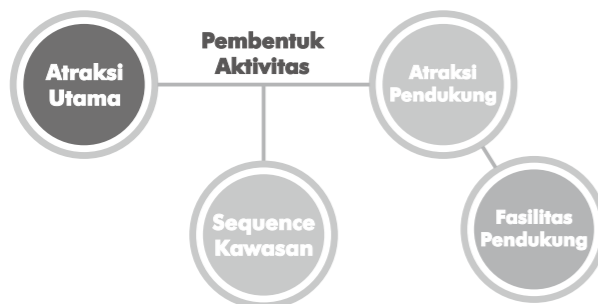 Pembentuk
Aktivitas
Atraksi
Utama
Atraksi
Pendukung
Sequence
Kawasan
Fasilitas
Pendukung